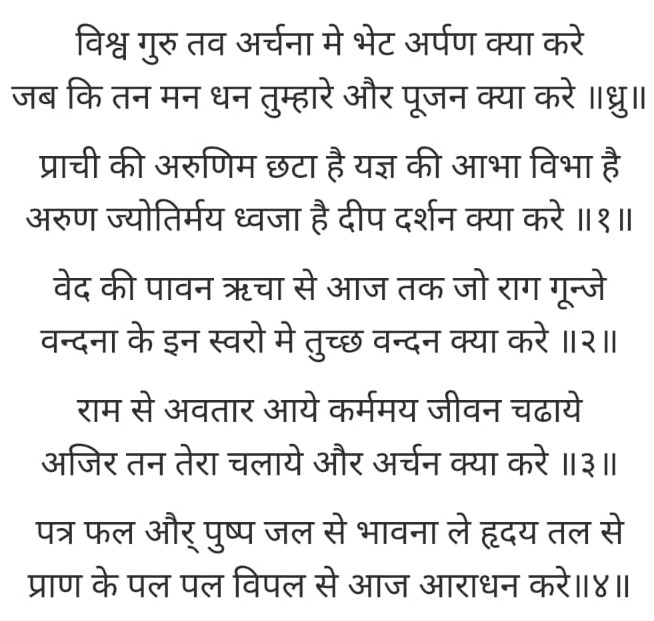 विश्व गुरु तव अर्चना मे भेट अर्पण क्या करे
जब कि तन मन धन तुम्हारे और पूजन क्या करे ॥ध्रु॥
प्राची की अरुणिम छटा है यज्ञ की आभा विभा है
अरुण ज्योतिर्मय ध्वजा है दीप दर्शन क्या करे ॥१॥
वेद की पावन ऋचा से आज तक जो राग गून्जे
वन्दना के इन स्वरो मे तुच्छ वन्दन क्या करे ॥२॥
राम से अवतार आये कर्ममय जीवन चढाये
अजिर तन तेरा चलाये और अर्चन क्या करे ॥३॥
पत्र फल और् पुष्प जल से भावना ले हृदय तल से
प्राण के पल पल विपल से आज आराधन करे॥४॥